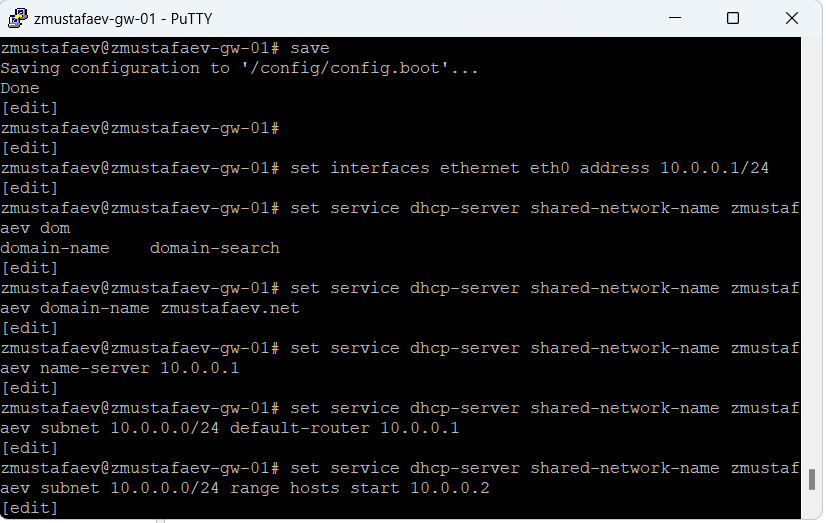 zmustafaev-gw-01 - PuTTY
zmustafaev@zmustafaev-gw-01# save
Saving configuration to '/config/config.boot'...
Done
[edit]
zmustafaev@zmustafaev-gw-01#
[edit]
zmustafaev@zmustafaev-gw-01# set interfaces ethernet eth0 address 10.0.0.1/24
[edit]
zmustafaev@zmustafaev-gw-01# set service dhcp-server shared-network-name zmustaf
aev dom
domain-name    domain-search
[edit]
zmustafaev@zmustafaev-gw-01# set service dhcp-server shared-network-name zmustaf
aev domain-name zmustafaev.net
[edit]
zmustafaev@zmustafaev-gw-01# set service dhcp-server shared-network-name zmustaf
aev name-server 10.0.0.1
[edit]
zmustafaev@zmustafaev-gw-01# set service dhcp-server shared-network-name zmustaf
aev subnet 10.0.0.0/24 default-router 10.0.0.1
[edit]
zmustafaev@zmustafaev-gw-01# set service dhcp-server shared-network-name zmustaf
aev subnet 10.0.0.0/24 range hosts start 10.0.0.2
[edit]